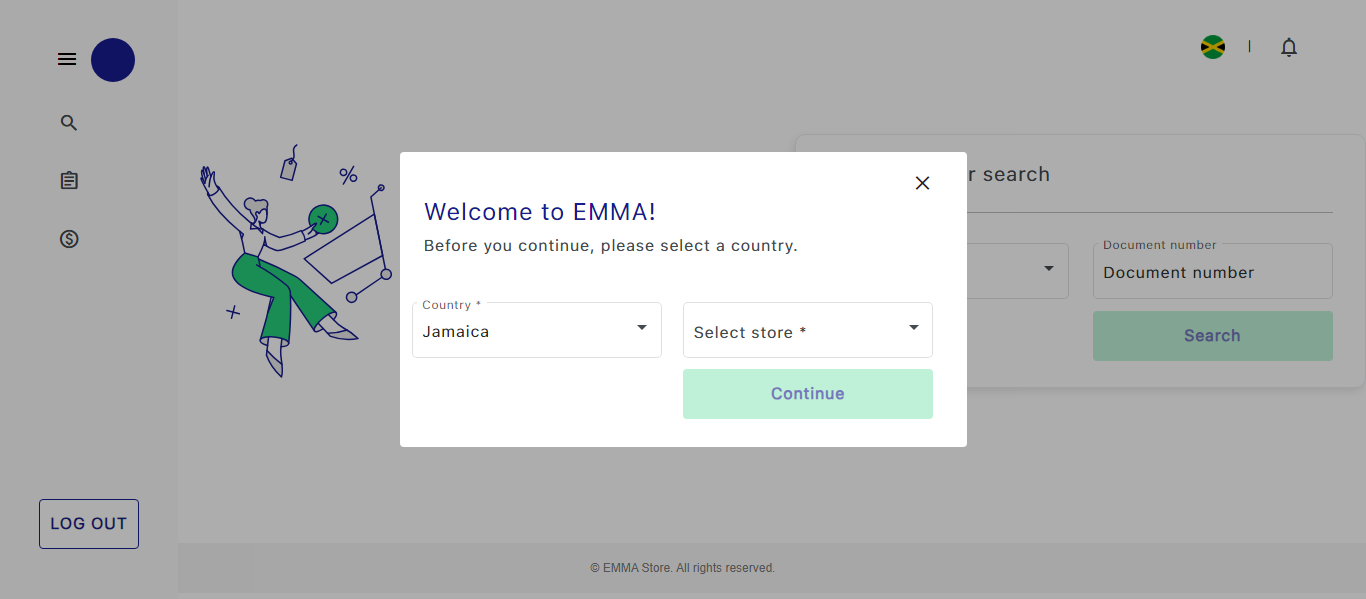 r search
Welcome to EMMA!
Before you continue, please select a country.
Document number
Document number
Country *
Jamaica
Select store *
Search
Continue
LOG OUT
© EMMA Store. All rights reserved.